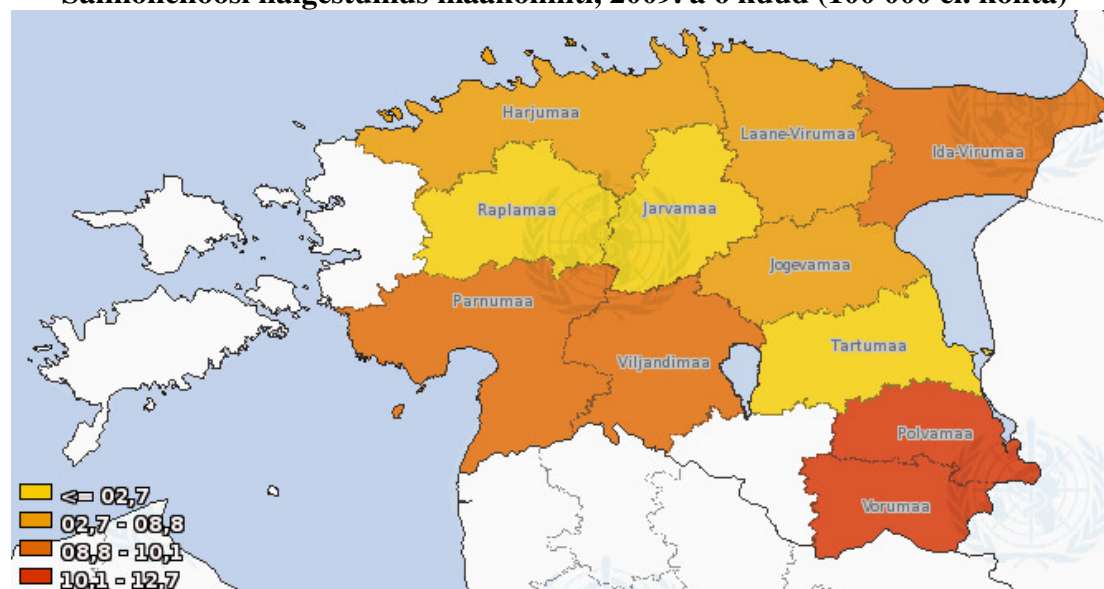 Salmonelloosi haigestumus maakonniti, 2009. a 6 kuud (100 000 el. kohta)
Harjumaa
Laane-Virumaa
Ida-Virumaa
Raplamaa
Jarvamaa
Jogevamaa
Parnumaa
Viljandimaa
Tartumaa
Polvamaa
Vorumaa
<= 02,7
02,7 - 08,8
08,8 - 10,1
10,1 - 12,7